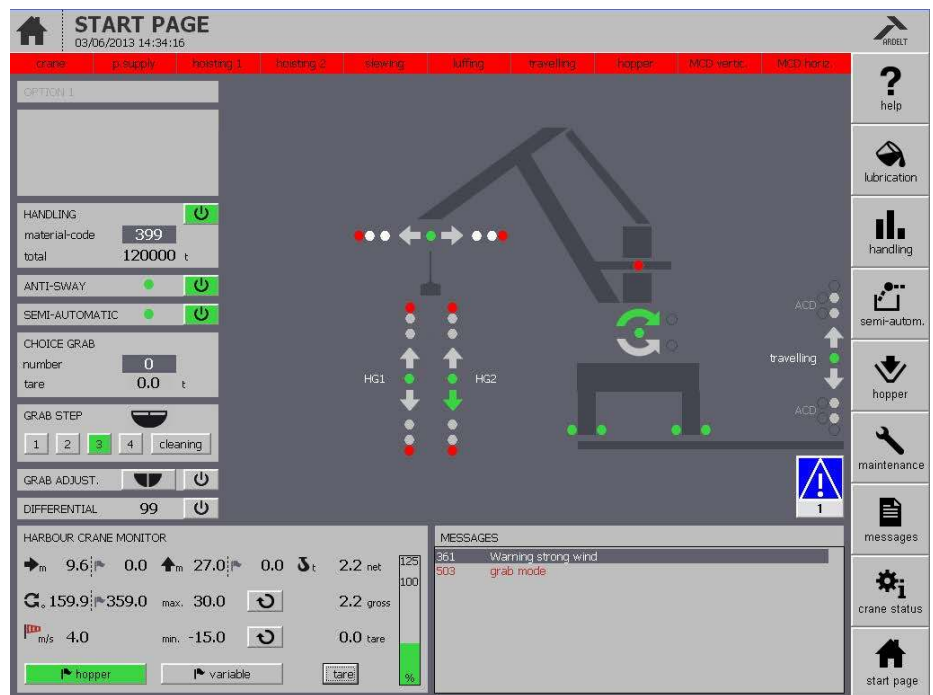 START PAGE
03/06/2013 14:34:16
ARDELT
crane p.supply hoisting 1 hoisting 2 slewing luffing travelling hopper MCD vertic. MCD horiz.
OPTION 1
HANDLING
material-code 399
total 120000 t
ANTI-SWAY
SEMI-AUTOMATIC
CHOICE GRAB
number 0
tare 0.0 t
GRAB STEP
1 2 3 4 cleaning
GRAB ADJUST.
DIFFERENTIAL 99
HG1 HG2
ACD
travelling
ACD
1
HARBOUR CRANE MONITOR
m 9.6 0.0 m 27.0 0.0 t 2.2 net 125
100
° 159.9 359.0 max. 30.0 2.2 gross
m/s 4.0 min. -15.0 0.0 tare
hopper variable tare %
MESSAGES
361 Warning strong wind
503 grab mode
?
help
lubrication
handling
semi-autom.
hopper
maintenance
messages
i
crane status
start page